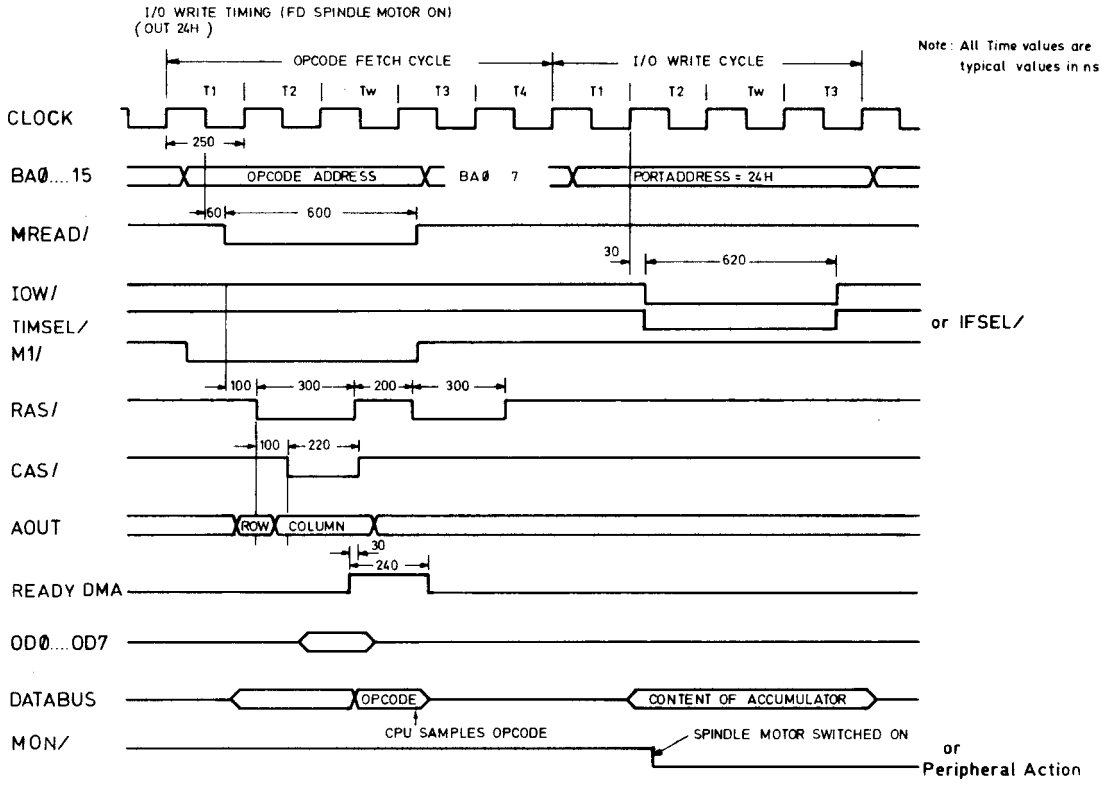 I/O WRITE TIMING (FD SPINDLE MOTOR ON)
(OUT 24H )
Note: All Time values are
typical values in ns
OPCODE FETCH CYCLE
I/O WRITE CYCLE
T1 T2 TW T3 T4 T1 T2 TW T3
CLOCK
250
BA0....15
OPCODE ADDRESS
BA0 7
PORTADDRESS = 24H
60 600
MREAD/
30 620
IOW/
TIMSEL/
or IFSEL/
M1/
100 300 200 300
RAS/
100 220
CAS/
AOUT
ROW COLUMN
30
240
READY DMA
OD0....OD7
DATABUS
OPCODE
CONTENT OF ACCUMULATOR
CPU SAMPLES OPCODE
SPINDLE MOTOR SWITCHED ON
MON/
or
Peripheral Action